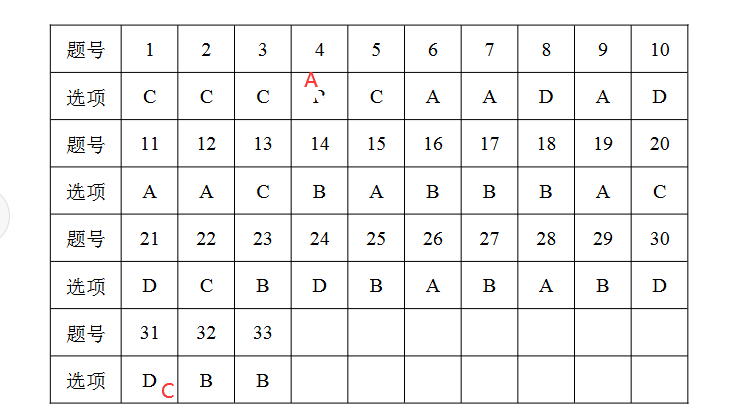 题号 1 2 3 4 5 6 7 8 9 10
A
选项 C C C C A A D A D
题号 11 12 13 14 15 16 17 18 19 20
选项 A A C B A B B B A C
题号 21 22 23 24 25 26 27 28 29 30
选项 D C B D B A B A B D
题号 31 32 33
选项 D C B B